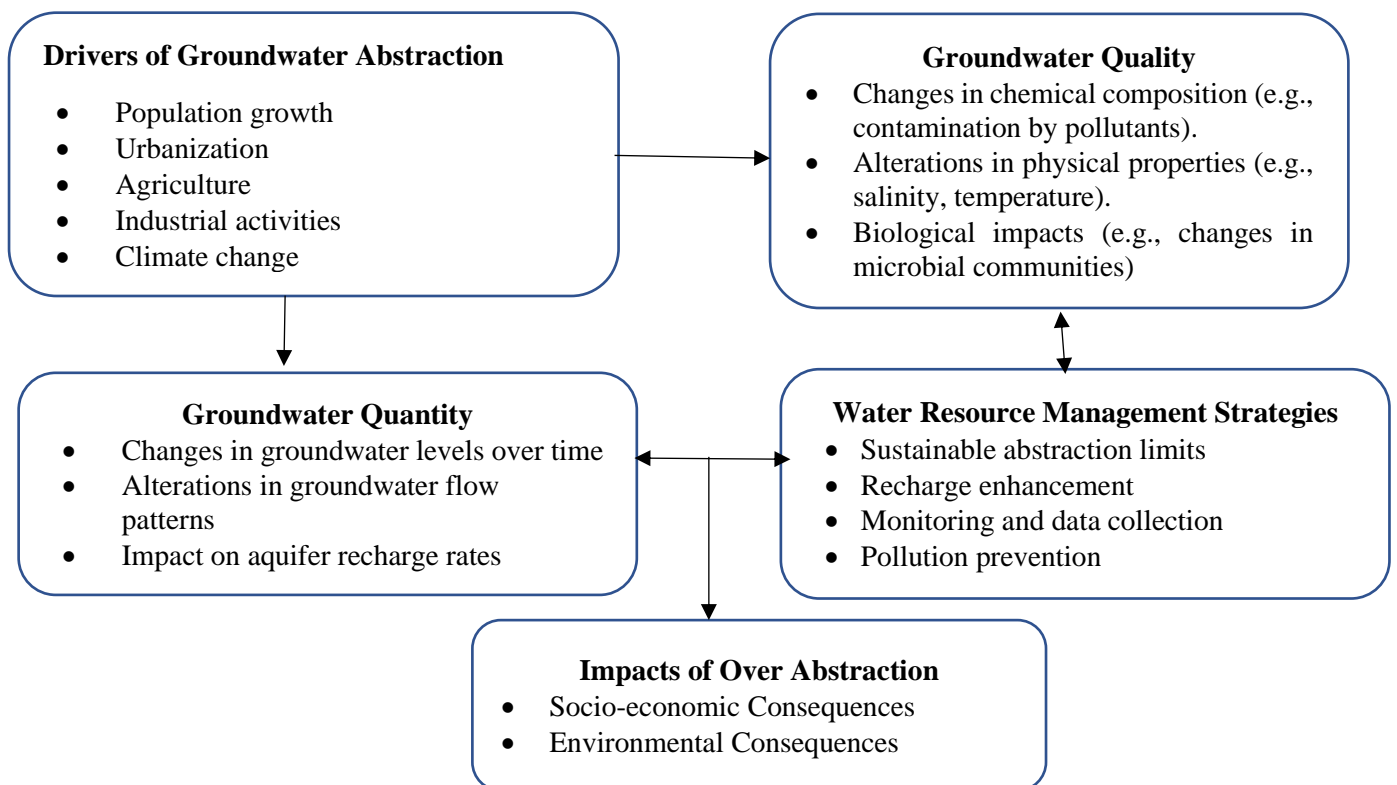 Drivers of Groundwater Abstraction
• Population growth
• Urbanization
• Agriculture
• Industrial activities
• Climate change
Groundwater Quality
• Changes in chemical composition (e.g.,
contamination by pollutants).
• Alterations in physical properties (e.g.,
salinity, temperature).
• Biological impacts (e.g., changes in
microbial communities)
Groundwater Quantity
• Changes in groundwater levels over time
• Alterations in groundwater flow
patterns
• Impact on aquifer recharge rates
Water Resource Management Strategies
• Sustainable abstraction limits
• Recharge enhancement
• Monitoring and data collection
• Pollution prevention
Impacts of Over Abstraction
• Socio-economic Consequences
• Environmental Consequences